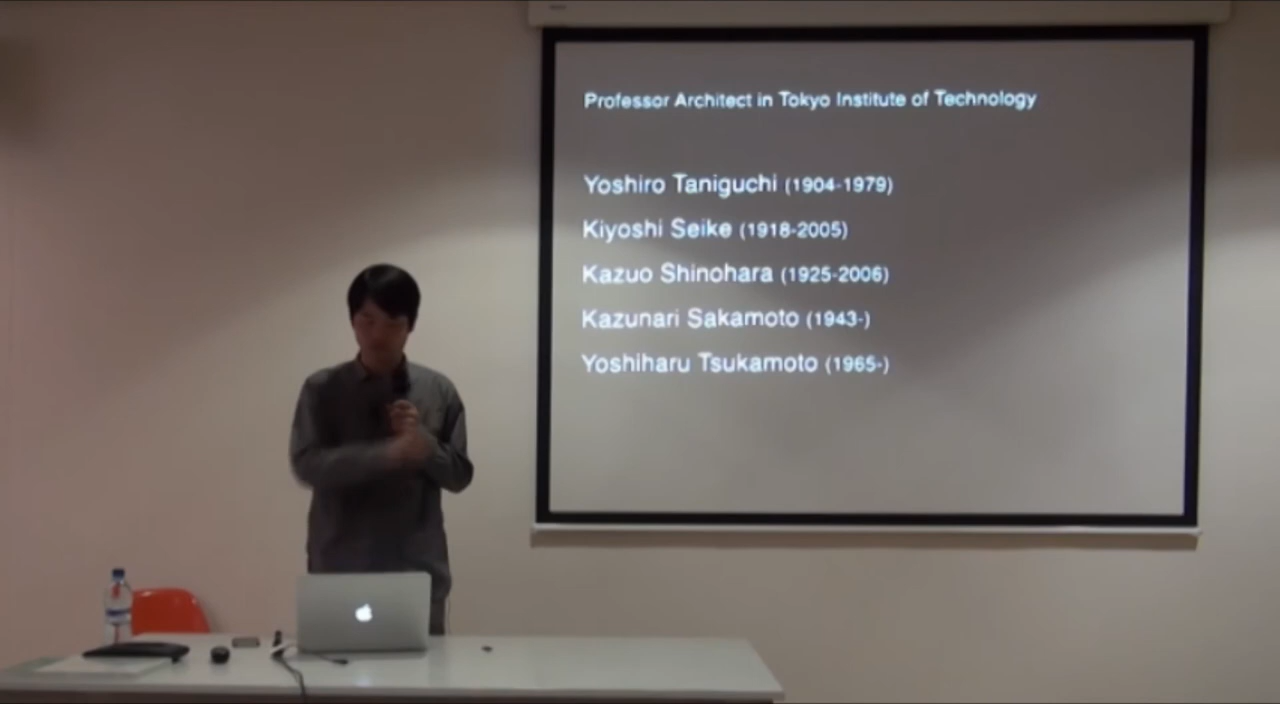 Professor Architect in Tokyo Institute of Technology
Yoshiro Taniguchi (1904-1979)
Kiyoshi Seike (1918-2005)
Kazuo Shinohara (1925-2006)
Kazunari Sakamoto (1943-)
Yoshiharu Tsukamoto (1965-)